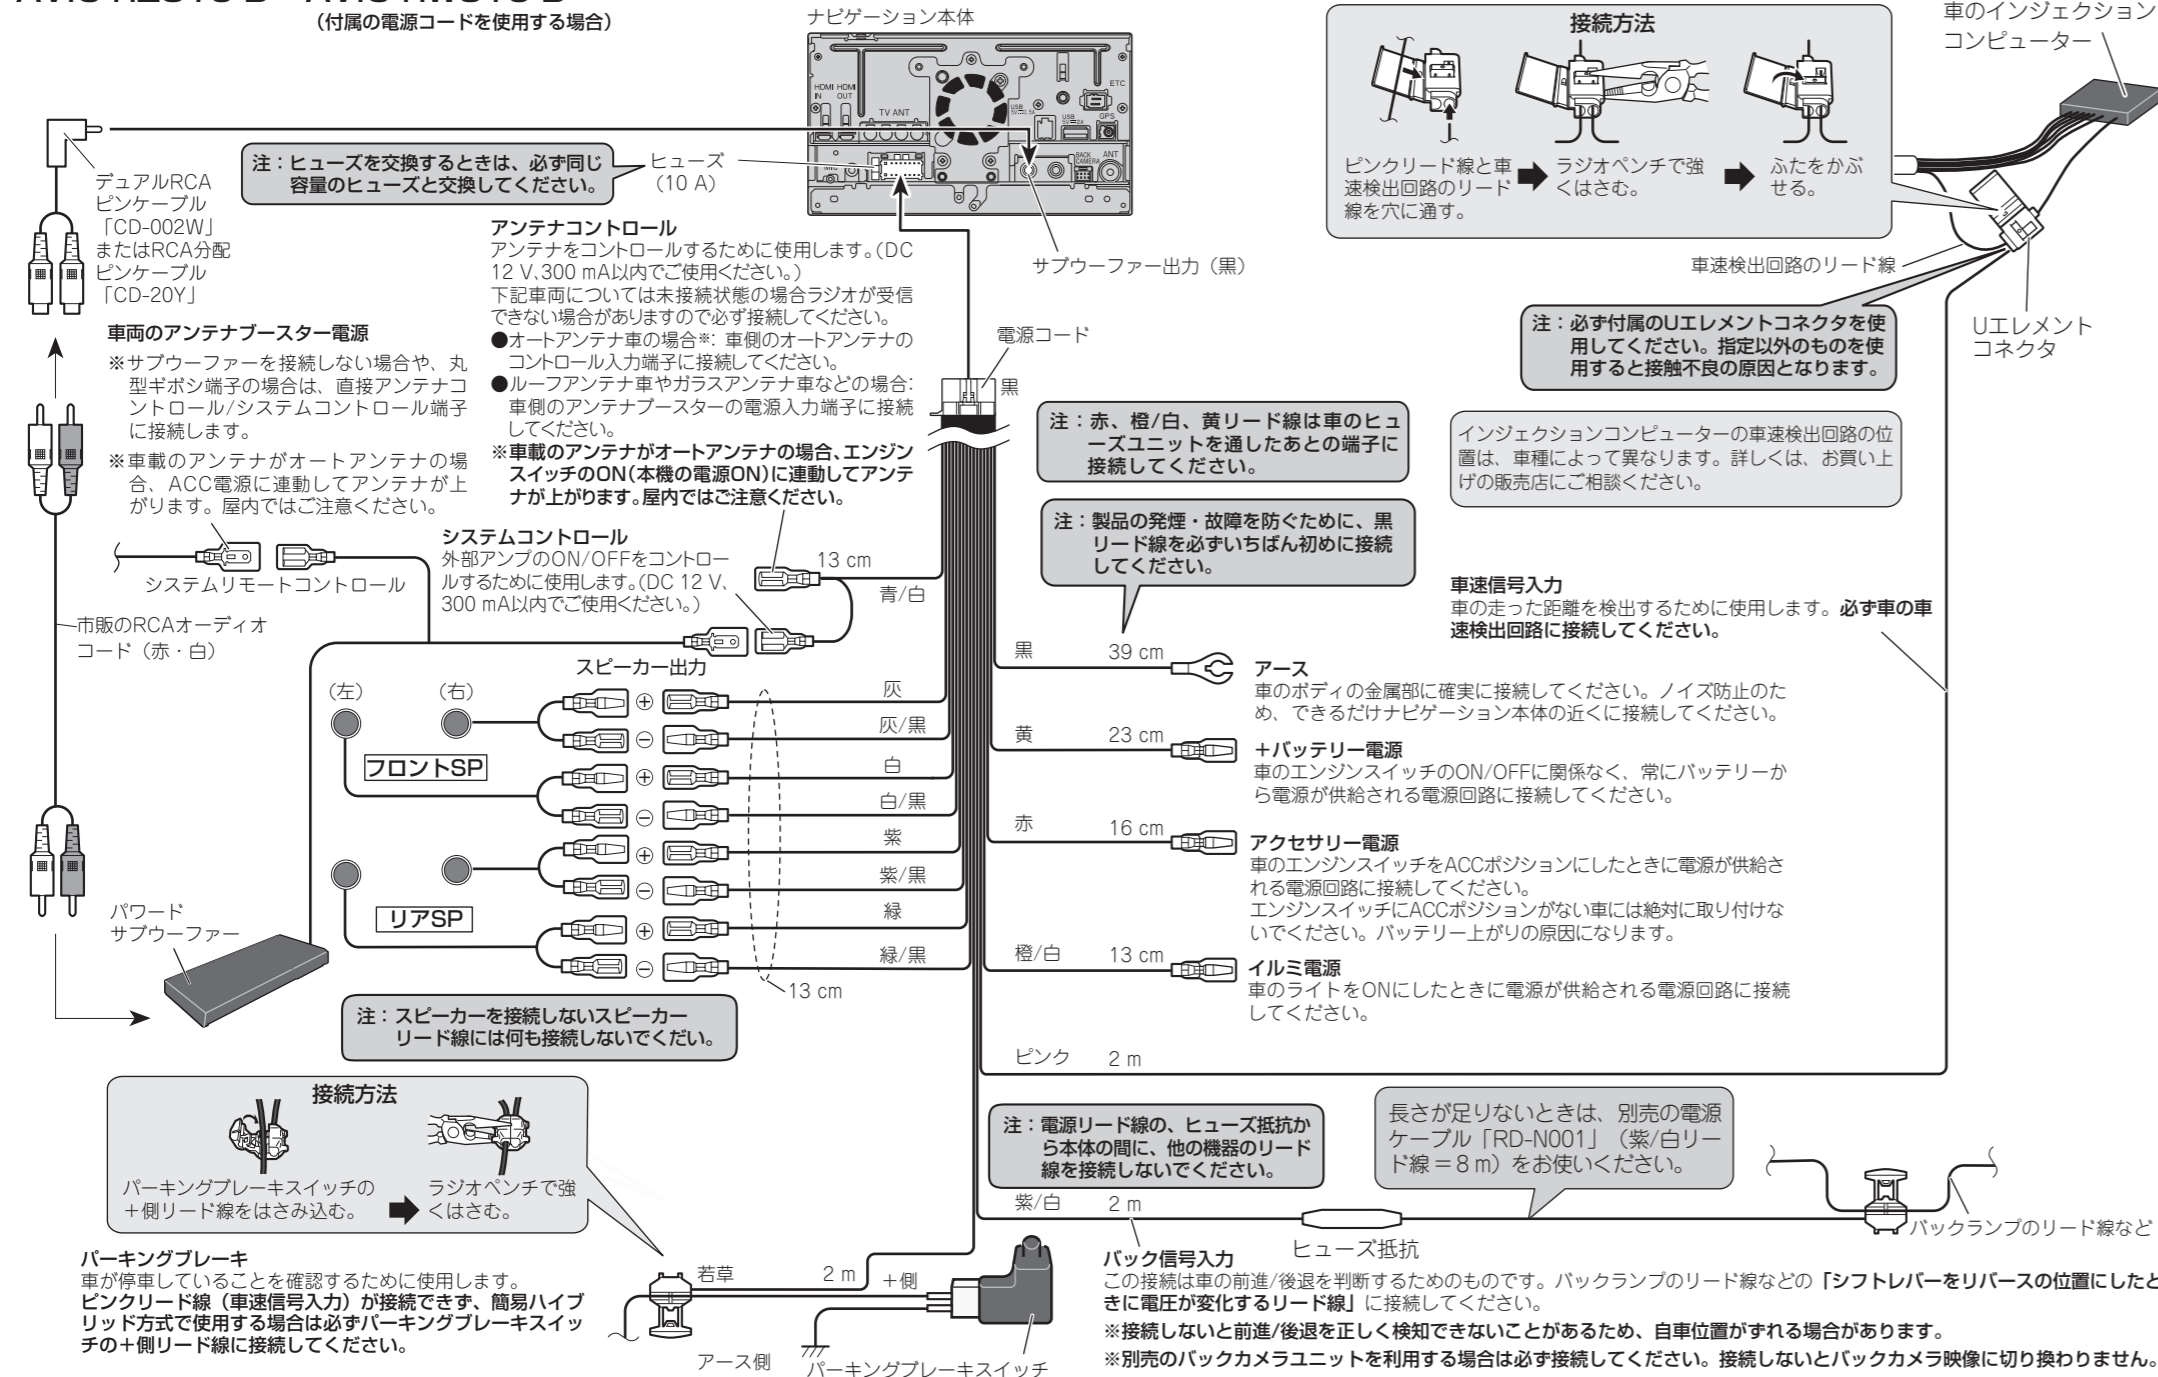 （付属の電源コードを使用する場合）
ナビゲーション本体
HDMI IN
HDMI OUT
TV ANT
USB
5V⎓2A
GPS
ETC
BACK CAMERA
ANT
MIC
接続方法
ピンクリード線と車
速検出回路のリード
線を穴に通す。
ラジオペンチで強
くはさむ。
ふたをかぶ
せる。
車のインジェクション
コンピューター
注：ヒューズを交換するときは、必ず同じ
容量のヒューズと交換してください。
ヒューズ
（10 A）
デュアルRCA
ピンケーブル
「CD-002W」
またはRCA分配
ピンケーブル
「CD-20Y」
アンテナコントロール
アンテナをコントロールするために使用します。（DC
12 V、300 mA以内でご使用ください。）
下記車両については未接続状態の場合ラジオが受信
できない場合がありますので必ず接続してください。
●オートアンテナ車の場合※：車側のオートアンテナの
コントロール入力端子に接続してください。
●ルーフアンテナ車やガラスアンテナ車などの場合：
車側のアンテナブースターの電源入力端子に接続
してください。
※車載のアンテナがオートアンテナの場合、エンジン
スイッチのON（本機の電源ON）に連動してアンテ
ナが上がります。屋内ではご注意ください。
サブウーファー出力（黒）
車速検出回路のリード線
注：必ず付属のUエレメントコネクタを使
用してください。指定以外のものを使
用すると接触不良の原因となります。
Uエレメント
コネクタ
車両のアンテナブースター電源
※サブウーファーを接続しない場合や、丸
型ギボシ端子の場合は、直接アンテナコ
ントロール/システムコントロール端子
に接続します。
※車載のアンテナがオートアンテナの場
合、ACC電源に連動してアンテナが上
がります。屋内ではご注意ください。
電源コード
黒
注：赤、橙/白、黄リード線は車のヒュ
ーズユニットを通したあとの端子に
接続してください。
インジェクションコンピューターの車速検出回路の位
置は、車種によって異なります。詳しくは、お買い上
げの販売店にご相談ください。
注：製品の発煙・故障を防ぐために、黒
リード線を必ずいちばん初めに接続
してください。
システムコントロール
外部アンプのON/OFFをコントロー
ルするために使用します。（DC 12 V、
300 mA以内でご使用ください。）
13 cm
青/白
システムリモートコントロール
市販のRCAオーディオ
コード（赤・白）
車速信号入力
車の走った距離を検出するために使用します。必ず車の車
速検出回路に接続してください。
スピーカー出力
（左）
（右）
フロントSP
リアSP
⊕
⊖
⊕
⊖
⊕
⊖
⊕
⊖
灰
灰/黒
白
白/黒
紫
紫/黒
緑
緑/黒
13 cm
パワード
サブウーファー
注：スピーカーを接続しないスピーカー
リード線には何も接続しないでくだい。
黒 39 cm
アース
車のボディの金属部に確実に接続してください。ノイズ防止のた
め、できるだけナビゲーション本体の近くに接続してください。
黄 23 cm
＋バッテリー電源
車のエンジンスイッチのON/OFFに関係なく、常にバッテリーか
ら電源が供給される電源回路に接続してください。
赤 16 cm
アクセサリー電源
車のエンジンスイッチをACCポジションにしたときに電源が供給さ
れる電源回路に接続してください。
エンジンスイッチにACCポジションがない車には絶対に取り付けな
いでください。バッテリー上がりの原因になります。
橙/白 13 cm
イルミ電源
車のライトをONにしたときに電源が供給される電源回路に接続
してください。
ピンク 2 m
接続方法
パーキングブレーキスイッチの
＋側リード線をはさみ込む。
ラジオペンチで強
くはさむ。
注：電源リード線の、ヒューズ抵抗か
ら本体の間に、他の機器のリード
線を接続しないでください。
長さが足りないときは、別売の電源
ケーブル「RD-N001」（紫/白リー
ド線＝8 m）をお使いください。
紫/白 2 m
ヒューズ抵抗
バックランプのリード線など
パーキングブレーキ
車が停車していることを確認するために使用します。
ピンクリード線（車速信号入力）が接続できず、簡易ハイブ
リッド方式で使用する場合は必ずパーキングブレーキスイッ
チの＋側リード線に接続してください。
若草 2 m
＋側
アース側
パーキングブレーキスイッチ
バック信号入力
この接続は車の前進/後退を判断するためのものです。バックランプのリード線などの「シフトレバーをリバースの位置にしたと
きに電圧が変化するリード線」に接続してください。
※接続しないと前進/後退を正しく検知できないことがあるため、自車位置がずれる場合があります。
※別売のバックカメラユニットを利用する場合は必ず接続してください。接続しないとバックカメラ映像に切り換わりません。